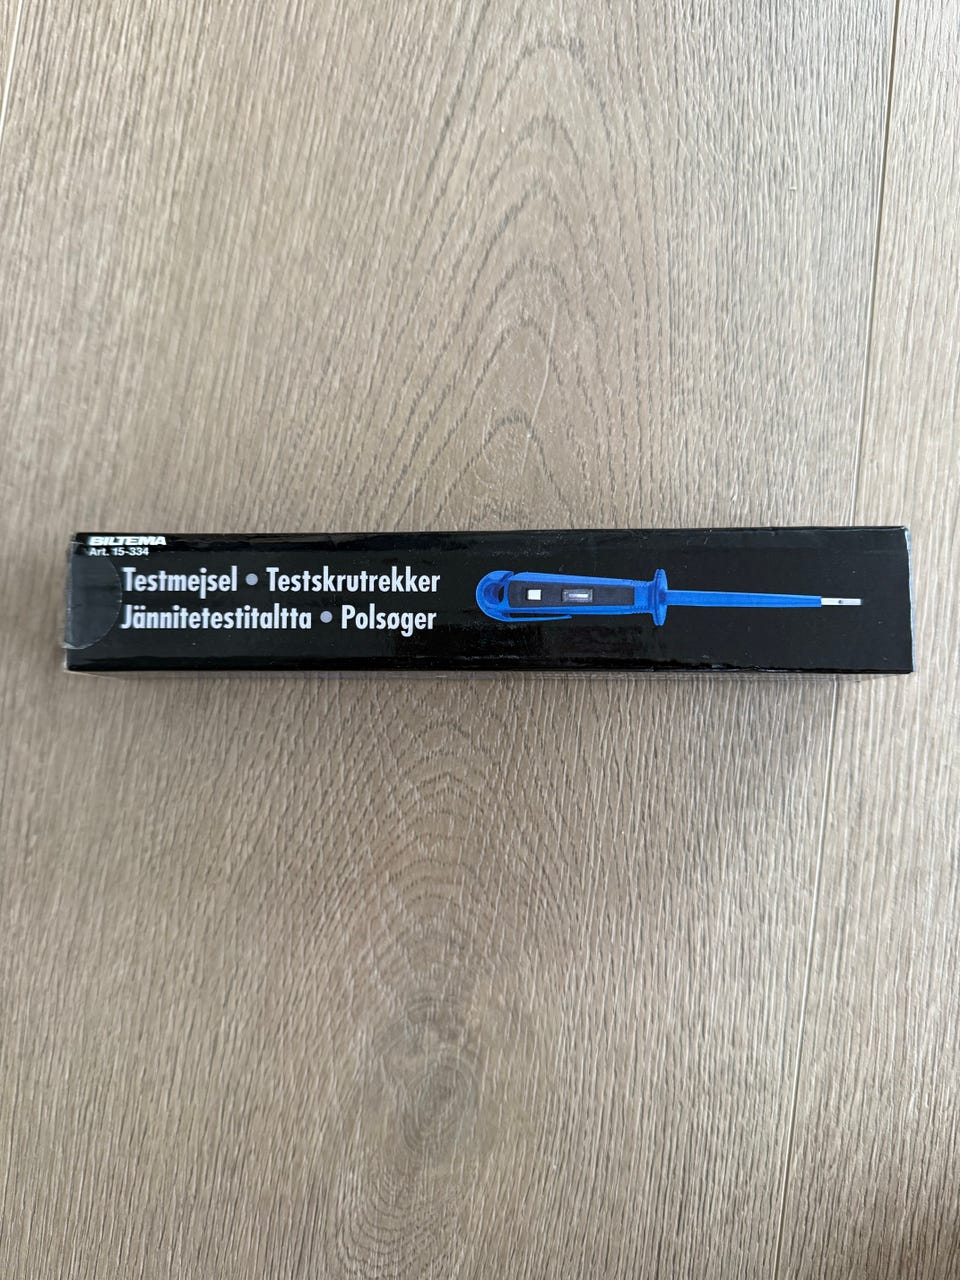 BILTEMA
Art. 15-334
Testmejsel • Testskrutrekker
Jännitetestitaltta • Polsøger